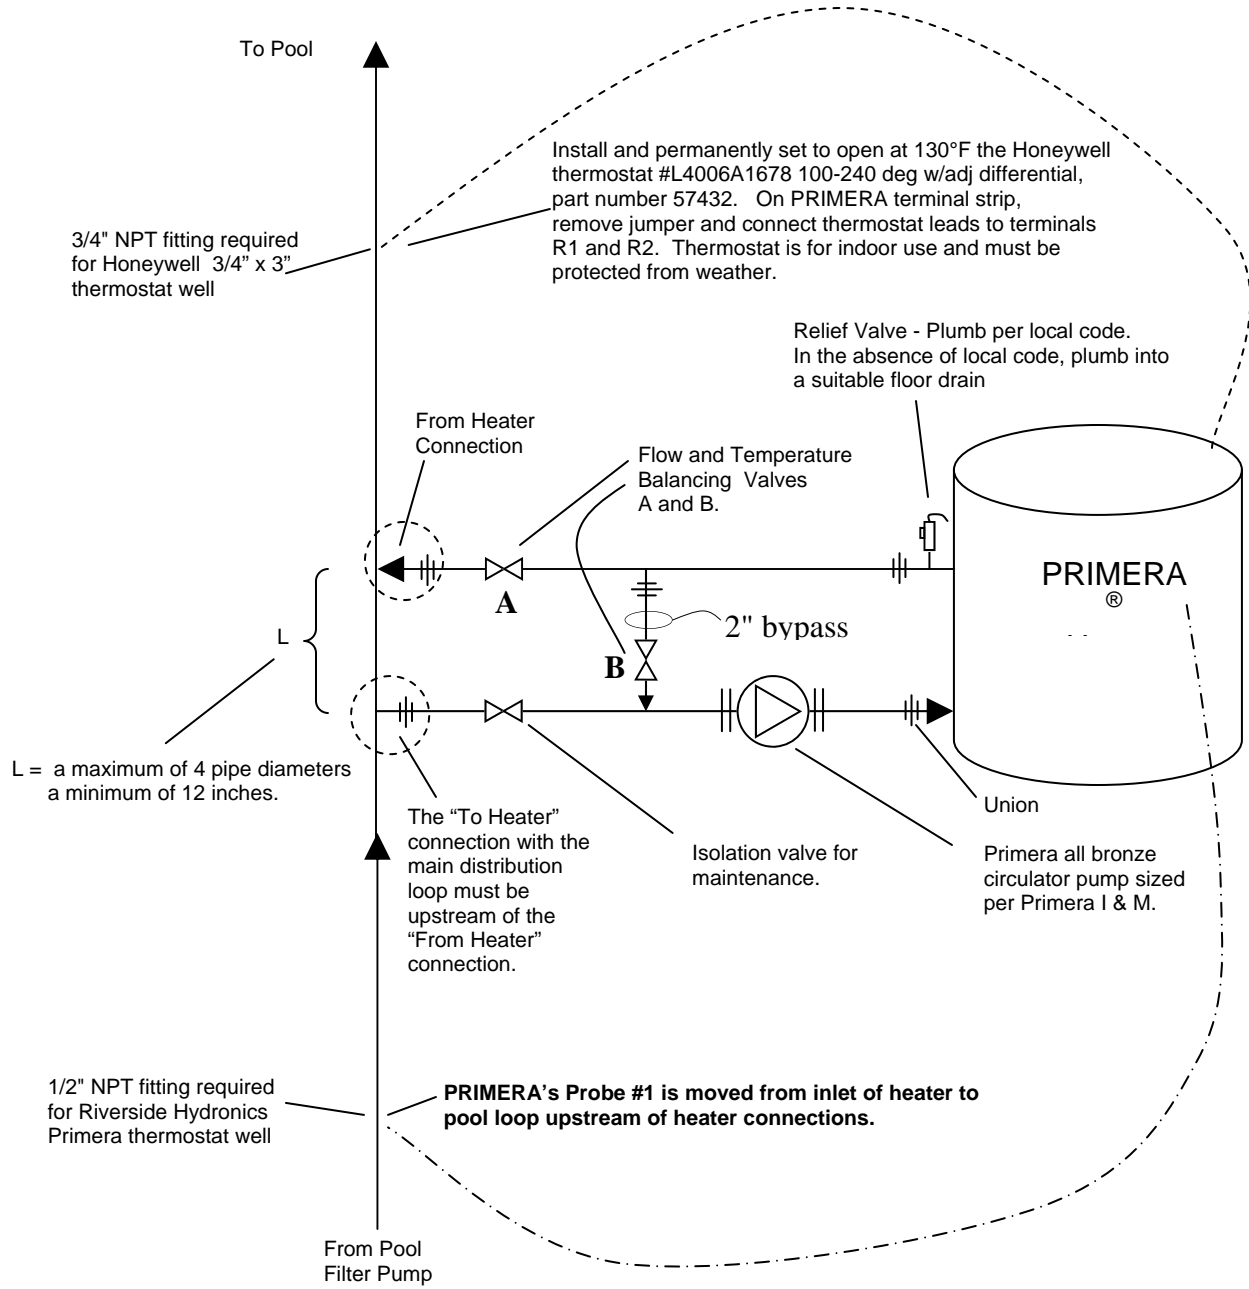 To Pool
Install and permanently set to open at 130°F the Honeywell
thermostat #L4006A1678 100-240 deg w/adj differential,
part number 57432. On PRIMERA terminal strip,
remove jumper and connect thermostat leads to terminals
R1 and R2. Thermostat is for indoor use and must be
protected from weather.
3/4" NPT fitting required
for Honeywell 3/4” x 3”
thermostat well
Relief Valve - Plumb per local code.
In the absence of local code, plumb into
a suitable floor drain
From Heater
Connection
Flow and Temperature
Balancing Valves
A and B.
PRIMERA
®
A
2" bypass
L
B
L = a maximum of 4 pipe diameters
a minimum of 12 inches.
The “To Heater”
connection with the
main distribution
loop must be
upstream of the
“From Heater”
connection.
Isolation valve for
maintenance.
Union
Primera all bronze
circulator pump sized
per Primera I & M.
1/2" NPT fitting required
for Riverside Hydronics
Primera thermostat well
PRIMERA’s Probe #1 is moved from inlet of heater to
pool loop upstream of heater connections.
From Pool
Filter Pump